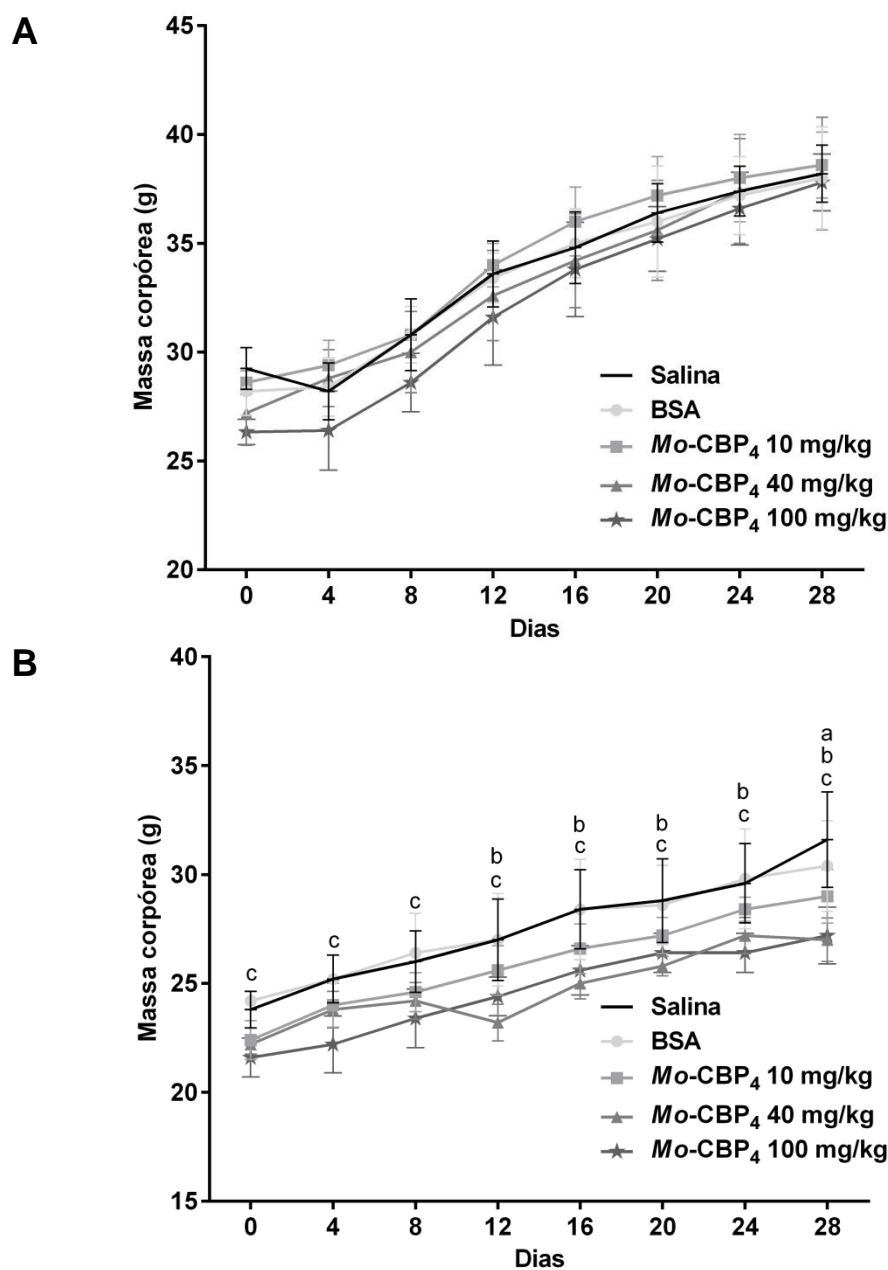 A
Massa corpórea (g)
45
40
35
30
25
20
Salina
BSA
Mo-CBP₄ 10 mg/kg
Mo-CBP₄ 40 mg/kg
Mo-CBP₄ 100 mg/kg
0 4 8 12 16 20 24 28
Dias
B
Massa corpórea (g)
40
35
30
25
20
15
c c c b b b b a
c c c c b
c
Salina
BSA
Mo-CBP₄ 10 mg/kg
Mo-CBP₄ 40 mg/kg
Mo-CBP₄ 100 mg/kg
0 4 8 12 16 20 24 28
Dias